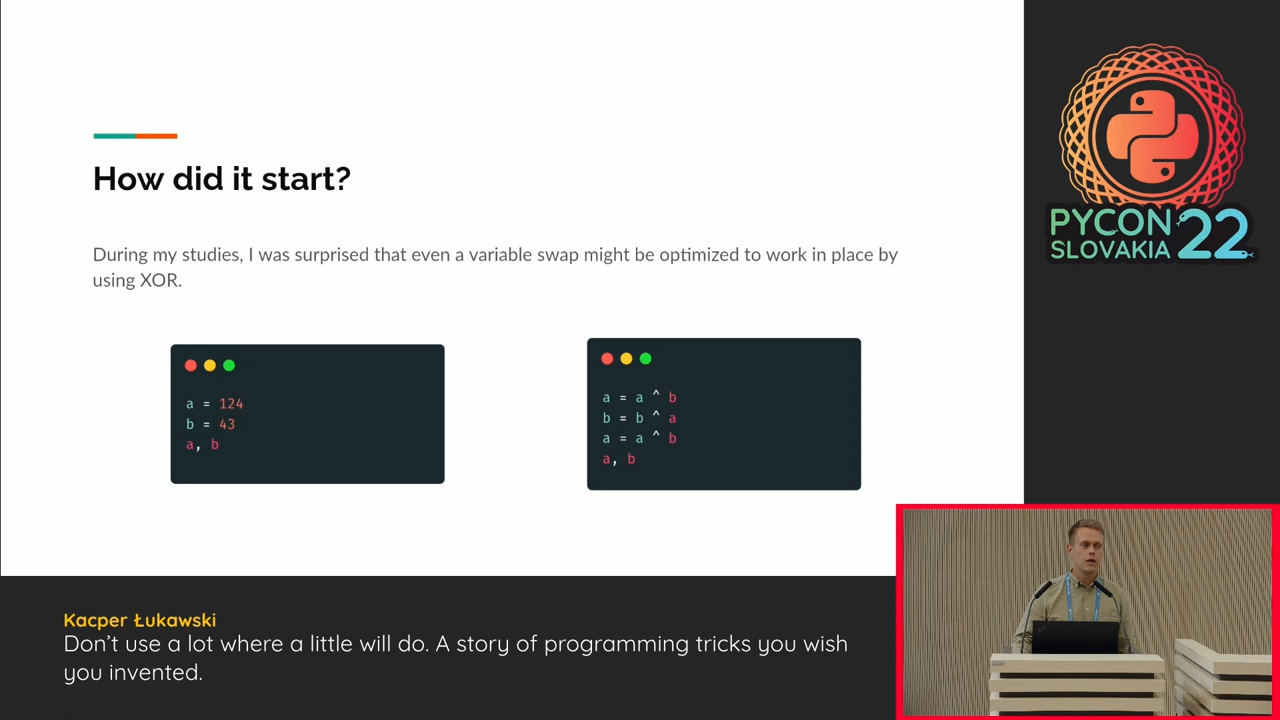 How did it start?
During my studies, I was surprised that even a variable swap might be optimized to work in place by
using XOR.
a = 124
b = 43
a, b
a = a ^ b
b = b ^ a
a = a ^ b
a, b
PYCON
SLOVAKIA
22
Kacper Łukawski
Don't use a lot where a little will do. A story of programming tricks you wish
you invented.